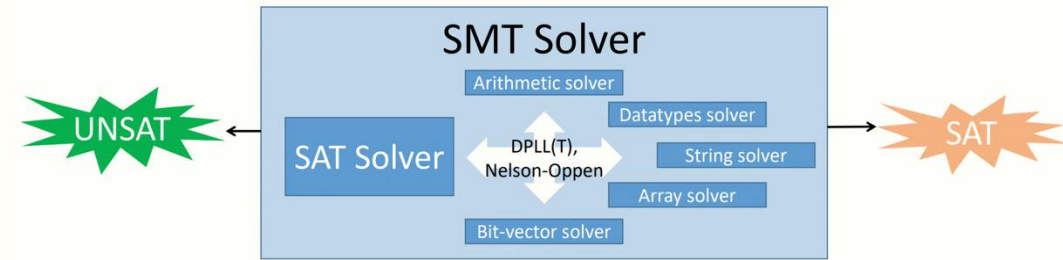 SMT Solver
Arithmetic solver
Datatypes solver
UNSAT
SAT Solver
DPLL(T),
Nelson-Oppen
String solver
SAT
Array solver
Bit-vector solver